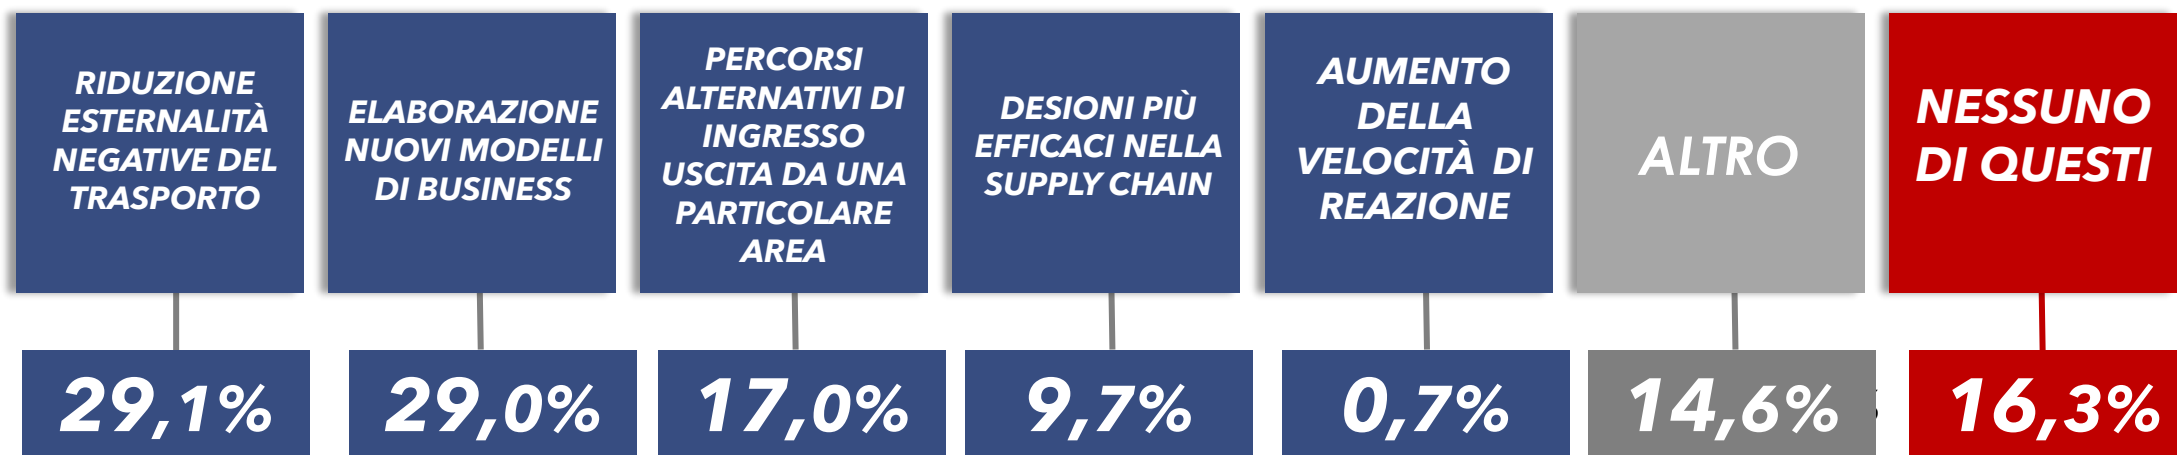 RIDUZIONE
ESTERNALITÀ
NEGATIVE DEL
TRASPORTO
ELABORAZIONE
NUOVI MODELLI
DI BUSINESS
PERCORSI
ALTERNATIVI DI
INGRESSO
USCITA DA UNA
PARTICOLARE
AREA
DESIONI PIÙ
EFFICACI NELLA
SUPPLY CHAIN
AUMENTO
DELLA
VELOCITÀ DI
REAZIONE
ALTRO
NESSUNO
DI QUESTI
29,1%
29,0%
17,0%
9,7%
0,7%
14,6%
16,3%